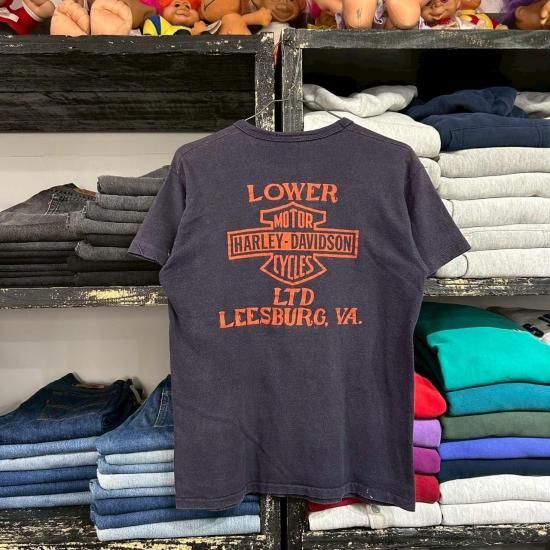 LOWER
MOTOR
HARLEY-DAVIDSON
CYCLES
LTD
LEESBURG, VA.